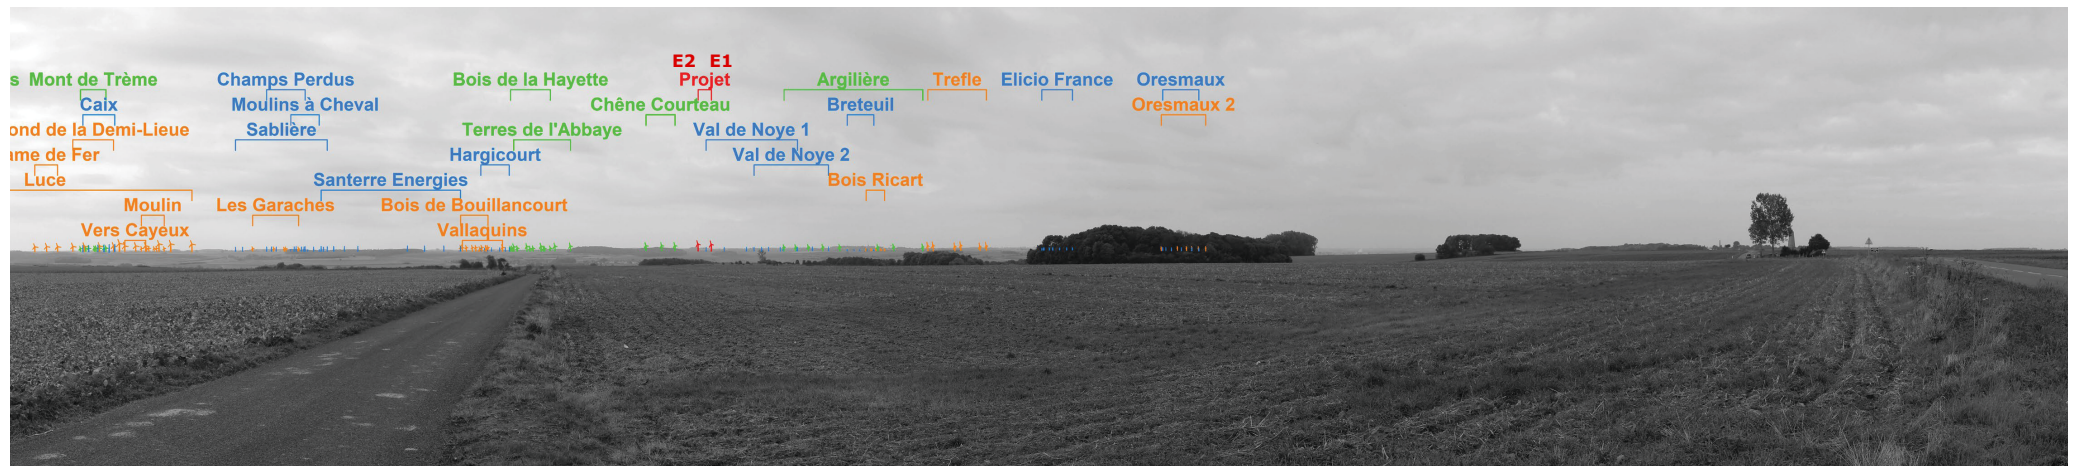 E2 E1
s Mont de Trème Champs Perdus Bois de la Hayette Projet Argilière Trefle Elicio France Oresmaux
Caix Moulins à Cheval Chêne Courteau Breteuil Oresmaux 2
ond de la Demi-Lieue Sablière Terres de l'Abbaye Val de Noye 1
ame de Fer Hargicourt Val de Noye 2
Luce Santerre Energies Bois Ricart
Moulin Les Garaches Bois de Bouillancourt
Vers Cayeux Vallaquins